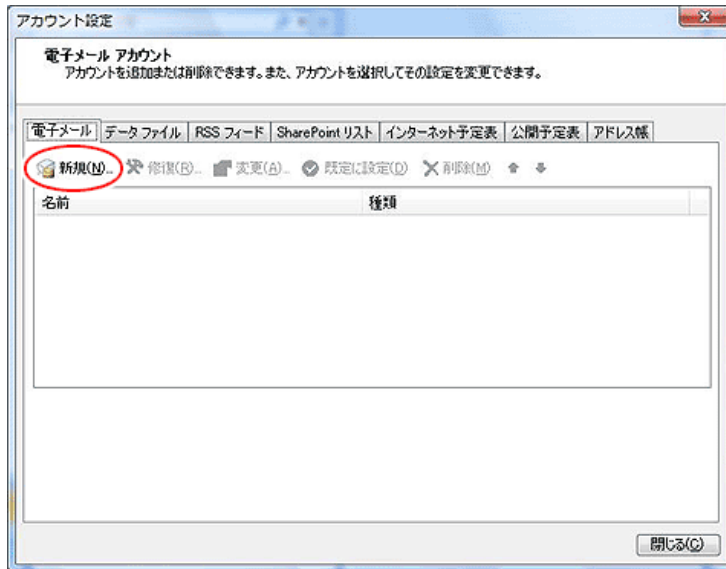 アカウント設定
電子メール アカウント
アカウントを追加または削除できます。また、アカウントを選択してその設定を変更できます。
電子メール データ ファイル RSS フィード SharePoint リスト インターネット予定表 公開予定表 アドレス帳
新規(N)... 修復(R)... 変更(A)... 既定に設定(D) 削除(M)
名前 種類
閉じる(C)